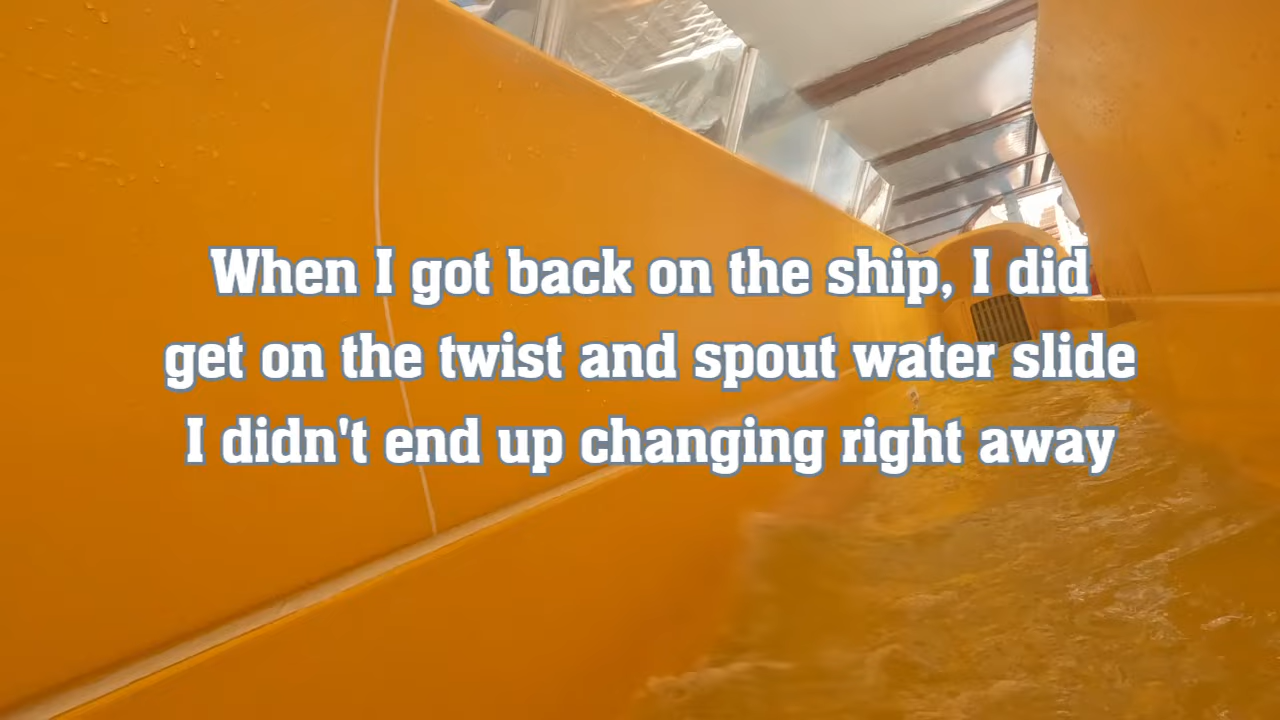 When I got back on the ship, I did
get on the twist and spout water slide
I didn't end up changing right away